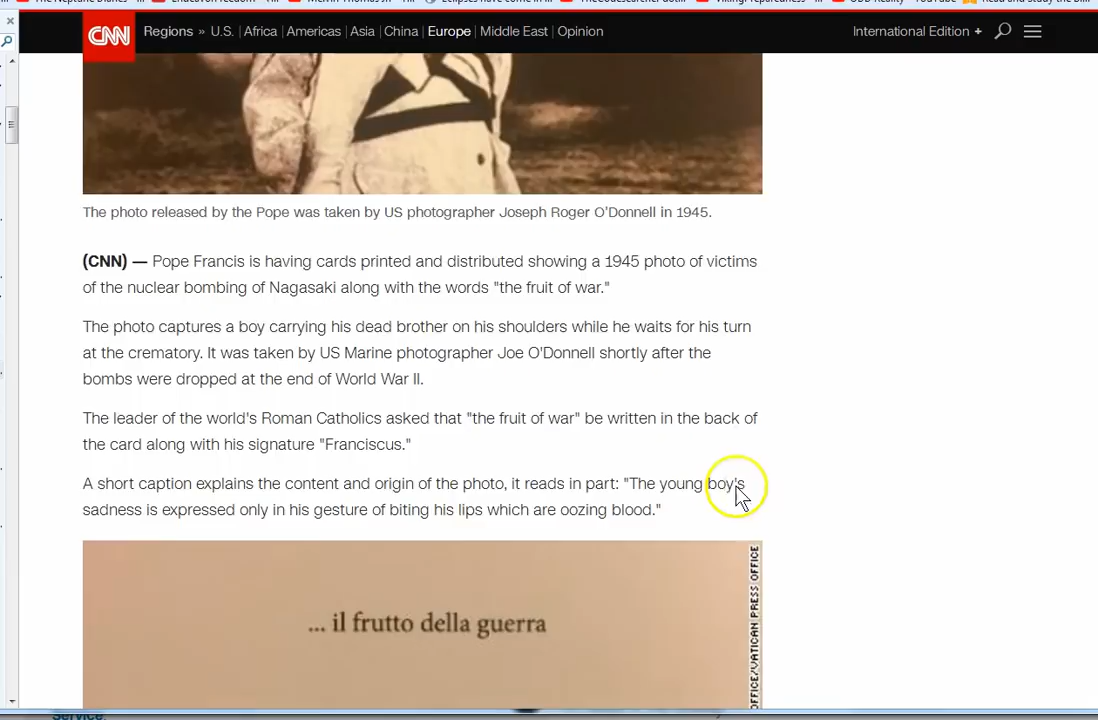 CNN Regions » U.S. Africa Americas Asia China Europe Middle East Opinion International Edition +
The photo released by the Pope was taken by US photographer Joseph Roger O'Donnell in 1945.
(CNN) — Pope Francis is having cards printed and distributed showing a 1945 photo of victims
of the nuclear bombing of Nagasaki along with the words "the fruit of war."
The photo captures a boy carrying his dead brother on his shoulders while he waits for his turn
at the crematory. It was taken by US Marine photographer Joe O'Donnell shortly after the
bombs were dropped at the end of World War II.
The leader of the world's Roman Catholics asked that "the fruit of war" be written in the back of
the card along with his signature "Franciscus."
A short caption explains the content and origin of the photo, it reads in part: "The young boy's
sadness is expressed only in his gesture of biting his lips which are oozing blood."
... il frutto della guerra
OFFICE/VATICAN PRESS OFFICE
Service.